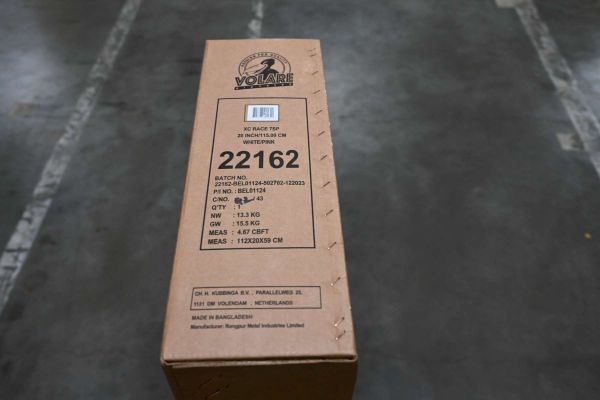 VOLARE
XC RACE 7SP
20 INCH/115.00 CM
WHITE/PINK
22162
BATCH NO.
22162-BEL01124-502702-122023
P/I NO. : BEL01124
C/NO. : / 43
Q'TY : 1
NW : 13.3 KG
GW : 15.5 KG
MEAS : 4.67 CBFT
MEAS : 112X20X59 CM
CH. H. KUBBINGA B.V. , PARALLELWEG 25,
1131 DM VOLENDAM , NETHERLANDS
MADE IN BANGLADESH
Manufacturer: Rangpur Metal Industries Limited